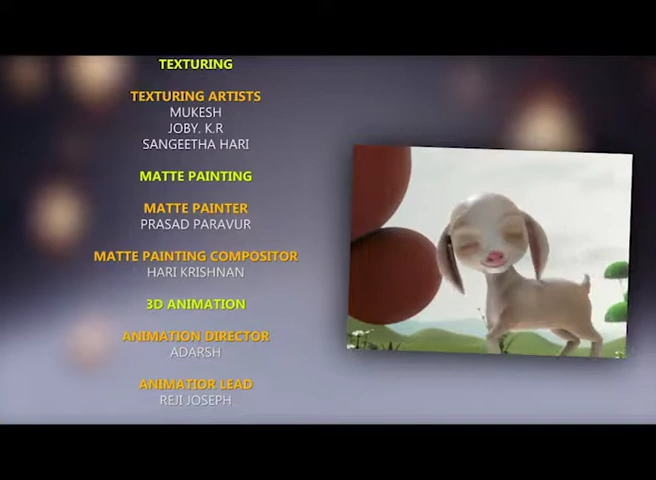 TEXTURING
TEXTURING ARTISTS
MUKESH
JOBY. K.R
SANGEETHA HARI
MATTE PAINTING
MATTE PAINTER
PRASAD PARAVUR
MATTE PAINTING COMPOSITOR
HARI KRISHNAN
3D ANIMATION
ANIMATION DIRECTOR
ADARSH
ANIMATIOR LEAD
REJI JOSEPH